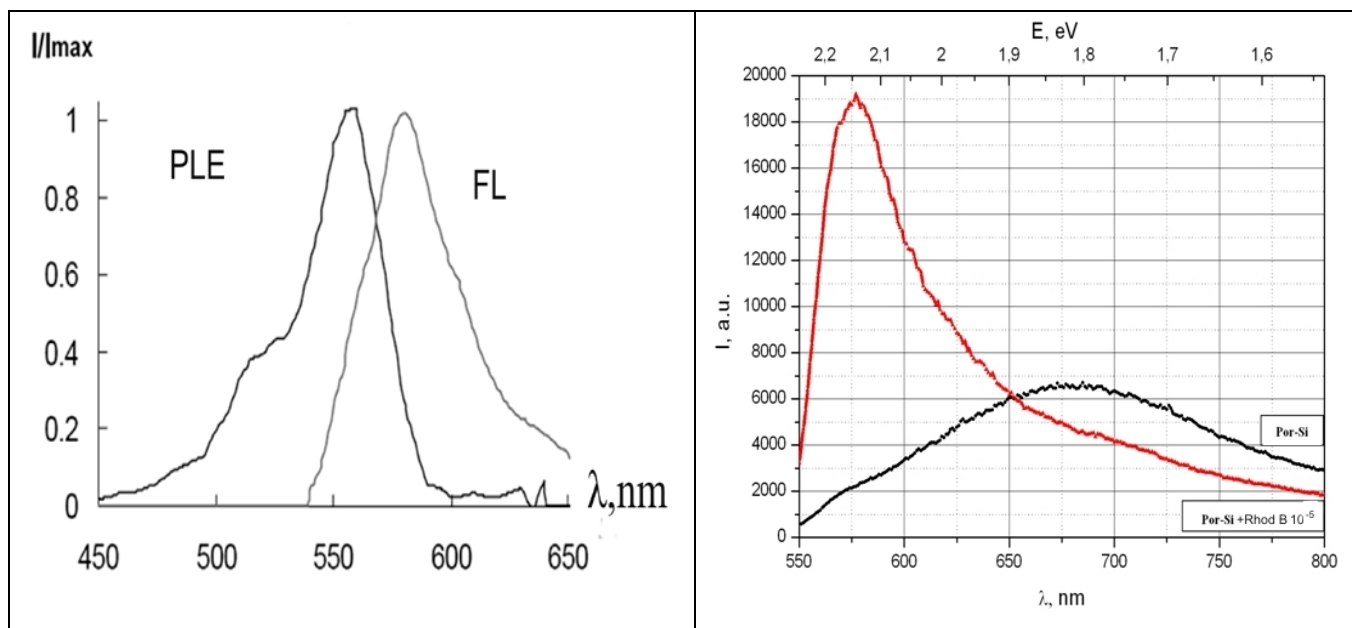 I/Imax
1
0.8
0.6
0.4
0.2
0
PLE
FL
450 500 550 600 650
λ,nm
E, eV
2,2 2,1 2 1,9 1,8 1,7 1,6
20000
18000
16000
14000
12000
10000
8000
6000
4000
2000
0
I, a.u.
Por-Si
Por-Si +Rhod B 10⁻⁵
550 600 650 700 750 800
λ, nm